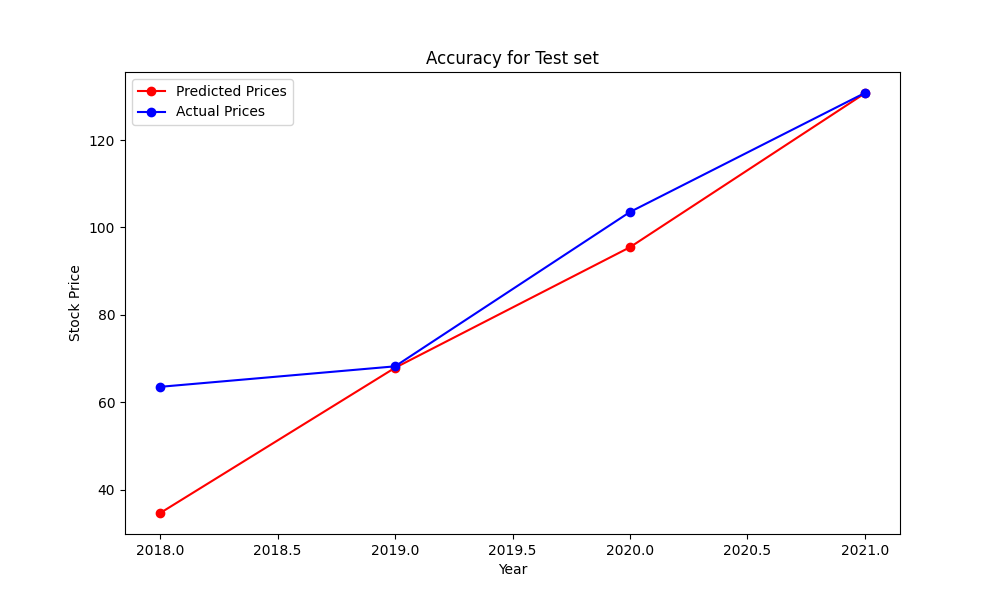 Accuracy for Test set
Predicted Prices
Actual Prices
120
100
80
60
40
Stock Price
2018.0
2018.5
2019.0
2019.5
2020.0
2020.5
2021.0
Year